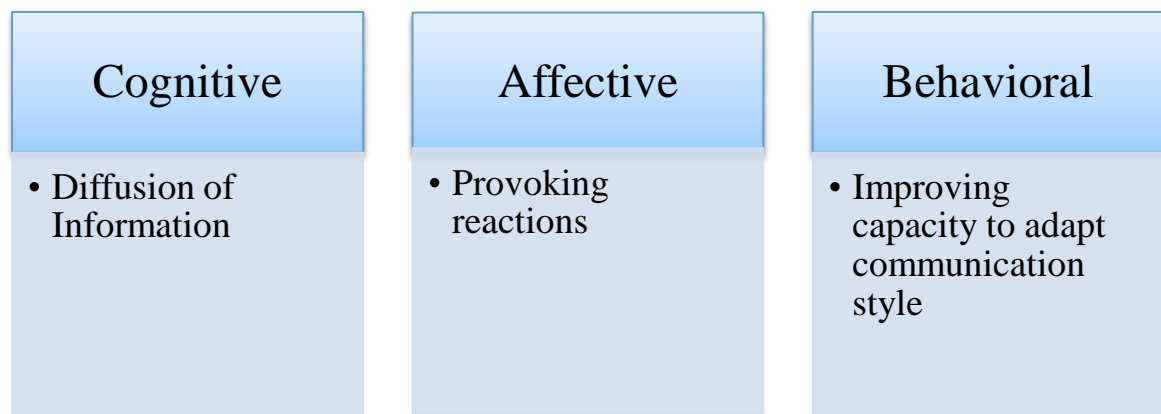 Cognitive
• Diffusion of
Information
Affective
• Provoking
reactions
Behavioral
• Improving
capacity to adapt
communication
style